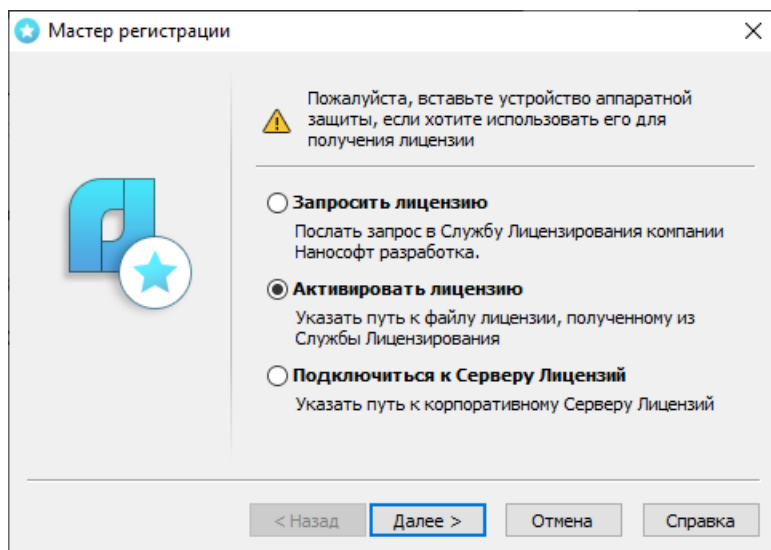 Мастер регистрации
Пожалуйста, вставьте устройство аппаратной
защиты, если хотите использовать его для
получения лицензии
Запросить лицензию
Послать запрос в Службу Лицензирования компании
Нанософт разработка.
Активировать лицензию
Указать путь к файлу лицензии, полученному из
Службы Лицензирования
Подключиться к Серверу Лицензий
Указать путь к корпоративному Серверу Лицензий
< Назад
Далее >
Отмена
Справка